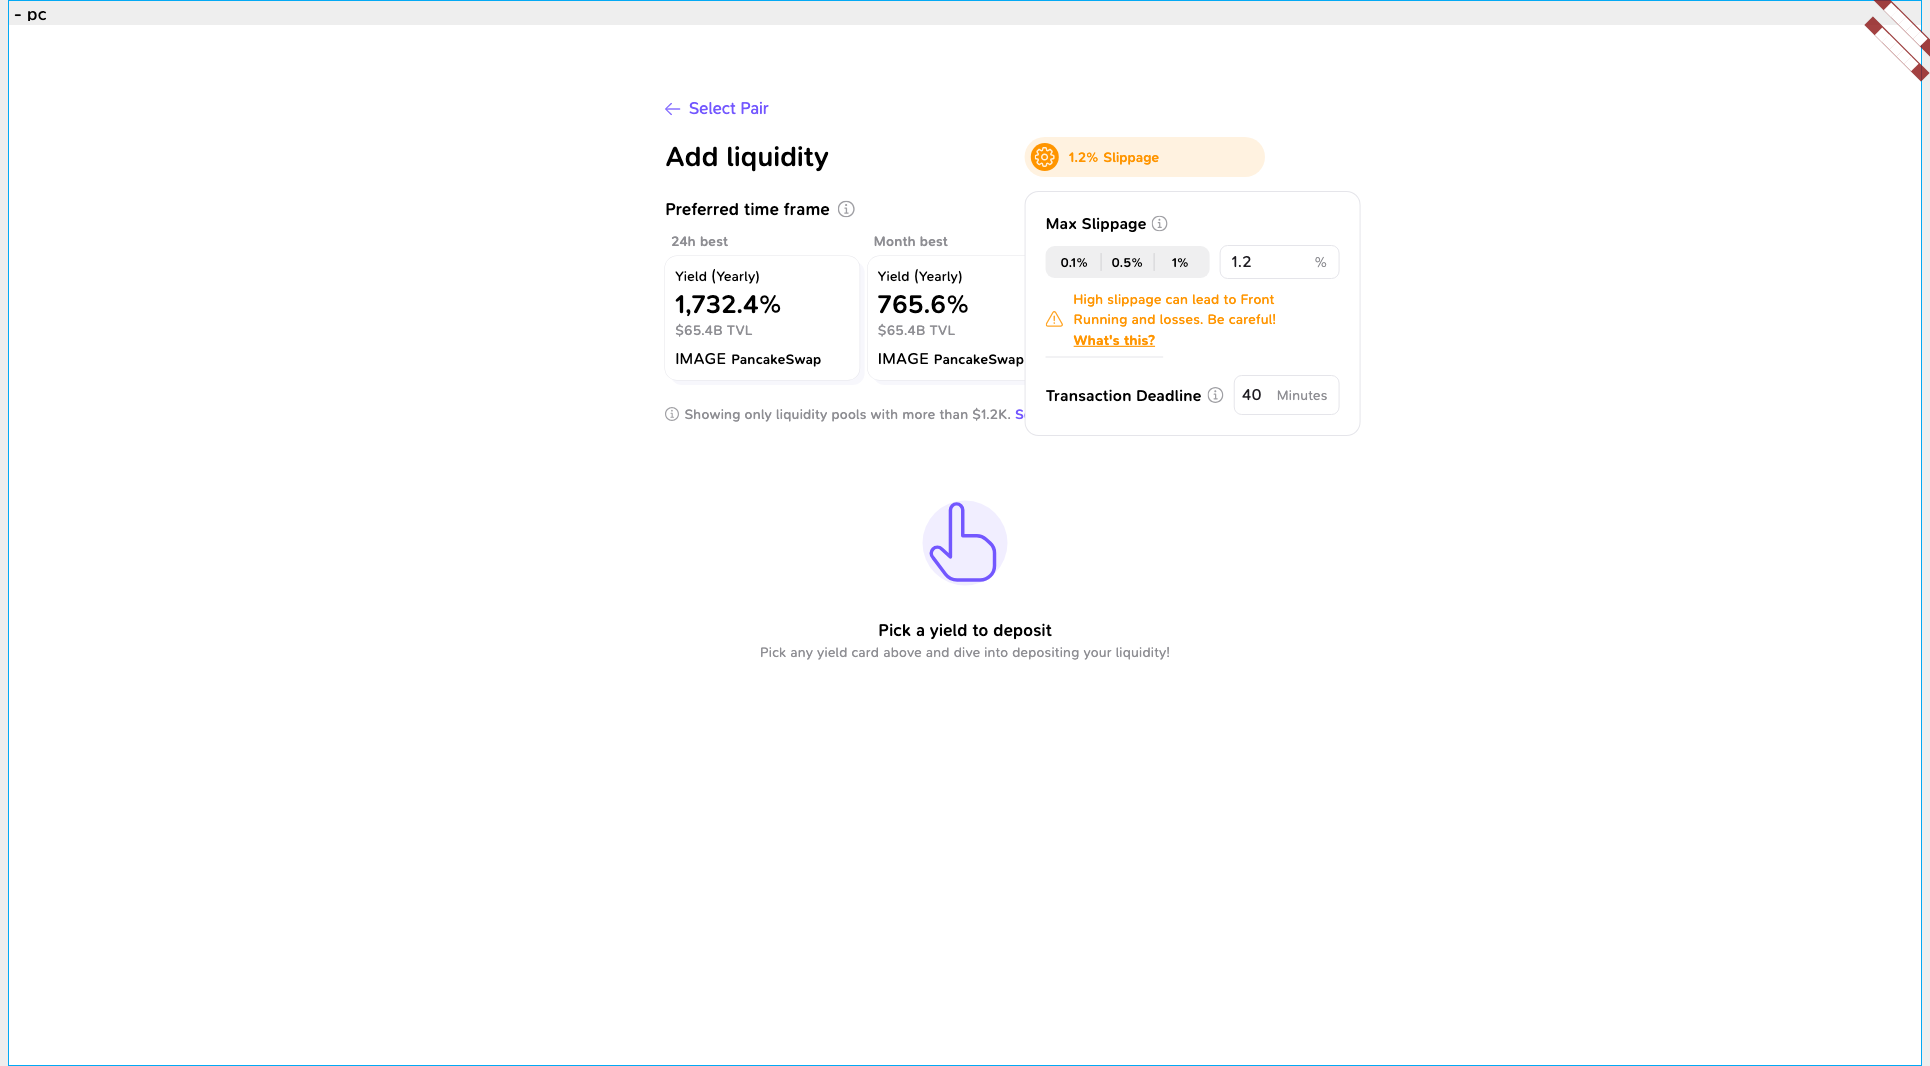 - pc
Select Pair
Add liquidity
1.2% Slippage
Preferred time frame
24h best
Month best
Yield (Yearly)
1,732.4%
$65.4B TVL
IMAGE PancakeSwap
Yield (Yearly)
765.6%
$65.4B TVL
IMAGE PancakeSwap
Showing only liquidity pools with more than $1.2K.
Max Slippage
0.1% 0.5% 1% 1.2 %
High slippage can lead to Front
Running and losses. Be careful!
What's this?
Transaction Deadline 40 Minutes
Pick a yield to deposit
Pick any yield card above and dive into depositing your liquidity!